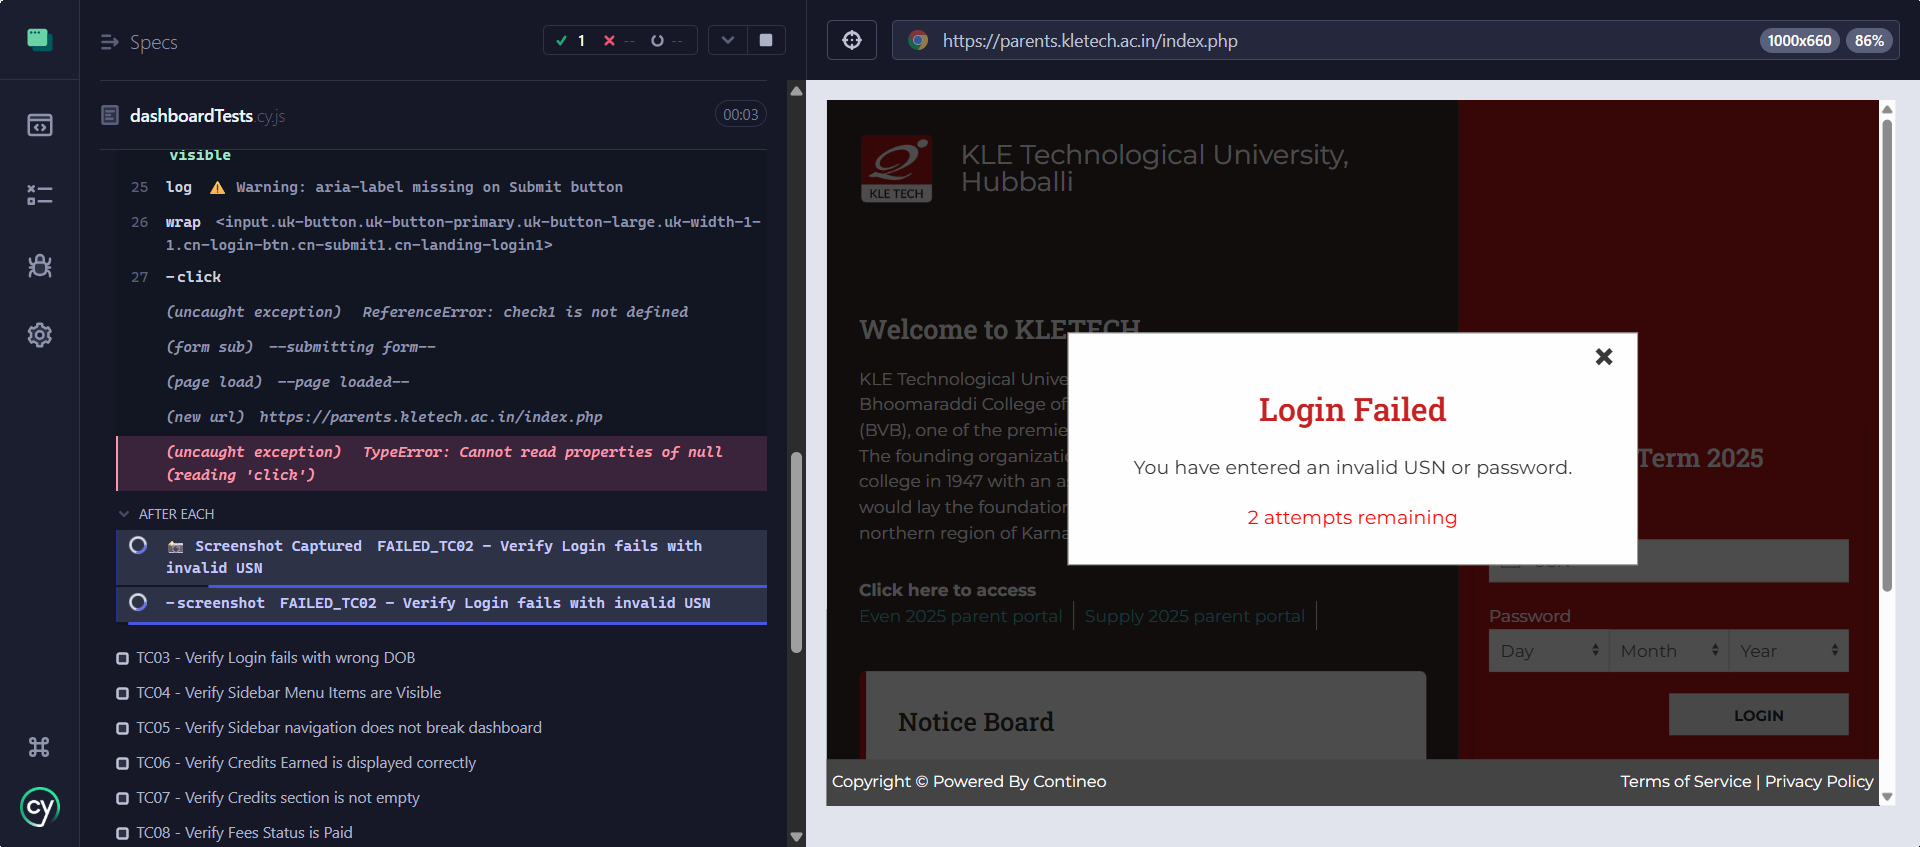 Specs
1 -- --
dashboardTests.cy.js
00:03
visible
25 log ⚠ Warning: aria-label missing on Submit button
26 wrap <input.uk-button.uk-button-primary.uk-button-large.uk-width-1-
1.cn-login-btn.cn-submit1.cn-landing-login1>
27 -click
(uncaught exception) ReferenceError: check1 is not defined
(form sub) --submitting form--
(page load) --page loaded--
(new url) https://parents.kletech.ac.in/index.php
(uncaught exception) TypeError: Cannot read properties of null
(reading 'click')
AFTER EACH
📸 Screenshot Captured FAILED_TC02 - Verify Login fails with
invalid USN
-screenshot FAILED_TC02 - Verify Login fails with invalid USN
TC03 - Verify Login fails with wrong DOB
TC04 - Verify Sidebar Menu Items are Visible
TC05 - Verify Sidebar navigation does not break dashboard
TC06 - Verify Credits Earned is displayed correctly
TC07 - Verify Credits section is not empty
TC08 - Verify Fees Status is Paid
cy
https://parents.kletech.ac.in/index.php
1000x660
86%
KLE TECH
KLE Technological University,
Hubballi
Welcome to KLETECH
KLE Technological Unive
Bhoomaraddi College of
(BVB), one of the premie
The founding organizati
college in 1947 with an a
would lay the foundation
northern region of Karna
Click here to access
Even 2025 parent portal
Supply 2025 parent portal
Notice Board
Login Failed
You have entered an invalid USN or password.
2 attempts remaining
Term 2025
Password
Day
Month
Year
LOGIN
Copyright © Powered By Contineo
Terms of Service | Privacy Policy